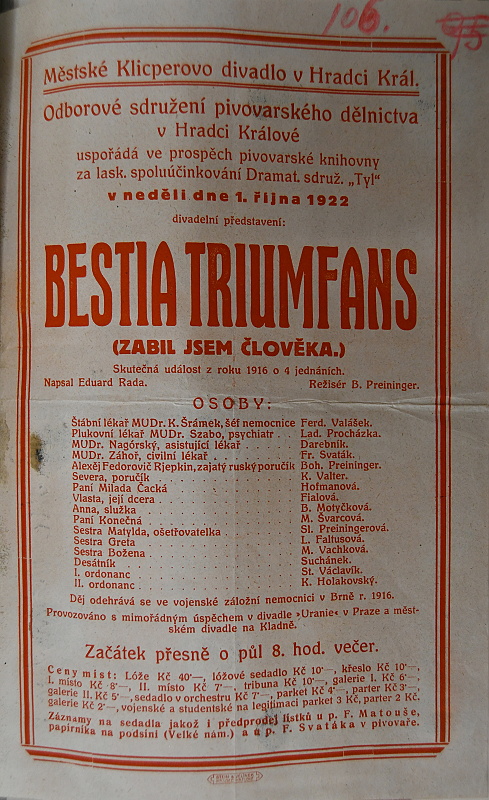 106.
95
Městské Klicperovo divadlo v Hradci Král.
Odborové sdružení pivovarského dělnictva
v Hradci Králové
uspořádá ve prospěch pivovarské knihovny
za lask. spoluúčinkování Dramat. sdruž. „Tyl"
v neděli dne 1. října 1922
divadelní představení:
BESTIA TRIUMFANS
(ZABIL JSEM ČLOVĚKA.)
Skutečná událost z roku 1916 o 4 jednáních.
Napsal Eduard Rada. Režisér B. Preininger.
OSOBY:
Štábní lékař MUDr. K. Šrámek, šéf nemocnice Ferd. Valášek.
Plukovní lékař MUDr. Szabo, psychiatr . . Lad. Procházka.
MUDr. Nagórský, asistující lékař . . . . . Darebník.
MUDr. Záhoř, civilní lékař . . . . . . . Fr. Svaták.
Alexěj Fedorovič Rjepkin, zajatý ruský poručík Boh. Preininger.
Severa, poručík . . . . . . . . . . K. Valter.
Paní Milada Čacká . . . . . . . . . Hofmanová.
Vlasta, její dcera . . . . . . . . . . Fialová.
Anna, služka . . . . . . . . . . . B. Motyčková.
Paní Konečná . . . . . . . . . . . M. Švarcová.
Sestra Matylda, ošetřovatelka . . . . . . Sl. Preiningerová.
Sestra Greta . . . . . . . . . . . L. Faltusová.
Sestra Božena . . . . . . . . . . . M. Vachková.
Desátník . . . . . . . . . . . . Suchánek.
I. ordonanc . . . . . . . . . . . St. Václavík.
II. ordonanc . . . . . . . . . . . K. Holakovský.
Děj odehrává se ve vojenské záložní nemocnici v Brně r. 1916.
Provozováno s mimořádným úspěchem v divadle ›Uranie‹ v Praze a měst-
ském divadle na Kladně.
Začátek přesně o půl 8. hod. večer.
Ceny míst: Lóže Kč 40·—, lóžové sedadlo Kč 10·—, křeslo Kč 10·—,
I. místo Kč 8·—, II. místo Kč 7·—, tribuna Kč 10·—, galerie I. Kč 6·—,
galerie II. Kč 5·—, sedadlo v orchestru Kč 7·—, parket Kč 4·—, parter Kč 3·—,
galerie Kč 2·—, vojenské a studentské na legitimaci parket 3 Kč, parter 2 Kč.
Záznamy na sedadla jakož i předprodej lístků u p. F. Matouše,
papírníka na podsíni (Velké nám.) a u p. F. Svatáka v pivovaře.